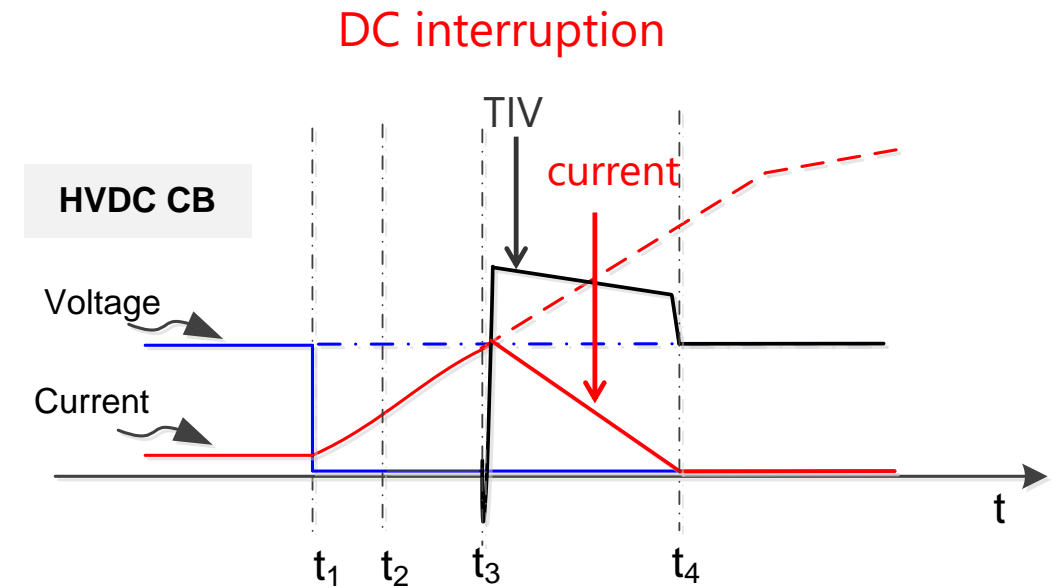 DC interruption
TIV
current
HVDC CB
Voltage
Current
t
t₁ t₂ t₃ t₄